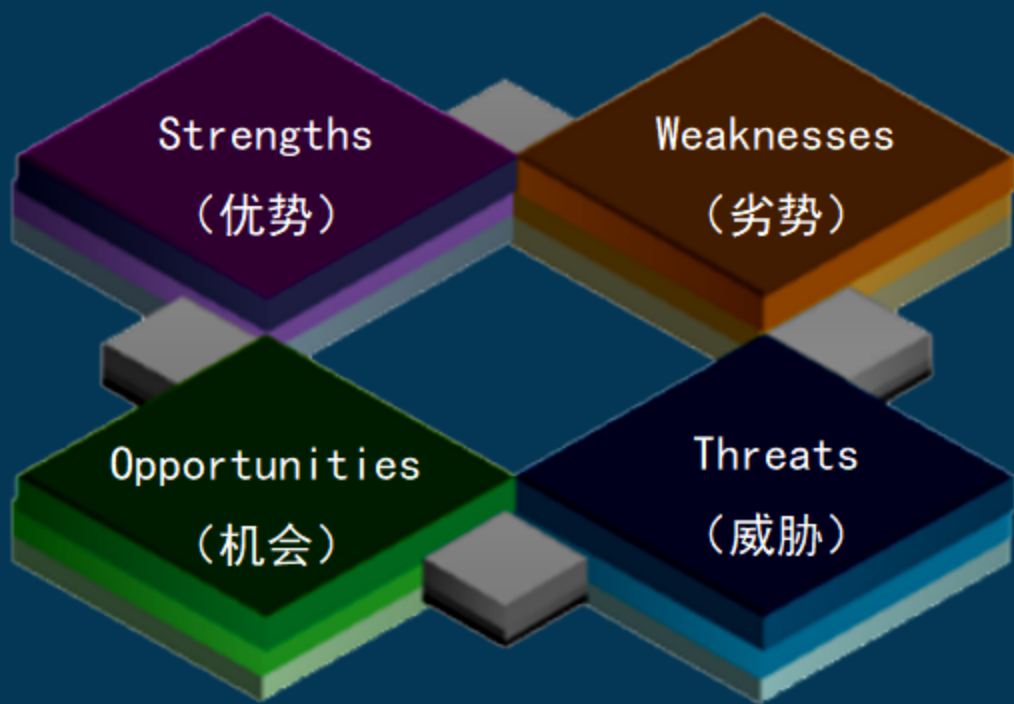 Strengths
（优势）
Weaknesses
（劣势）
Opportunities
（机会）
Threats
（威胁）